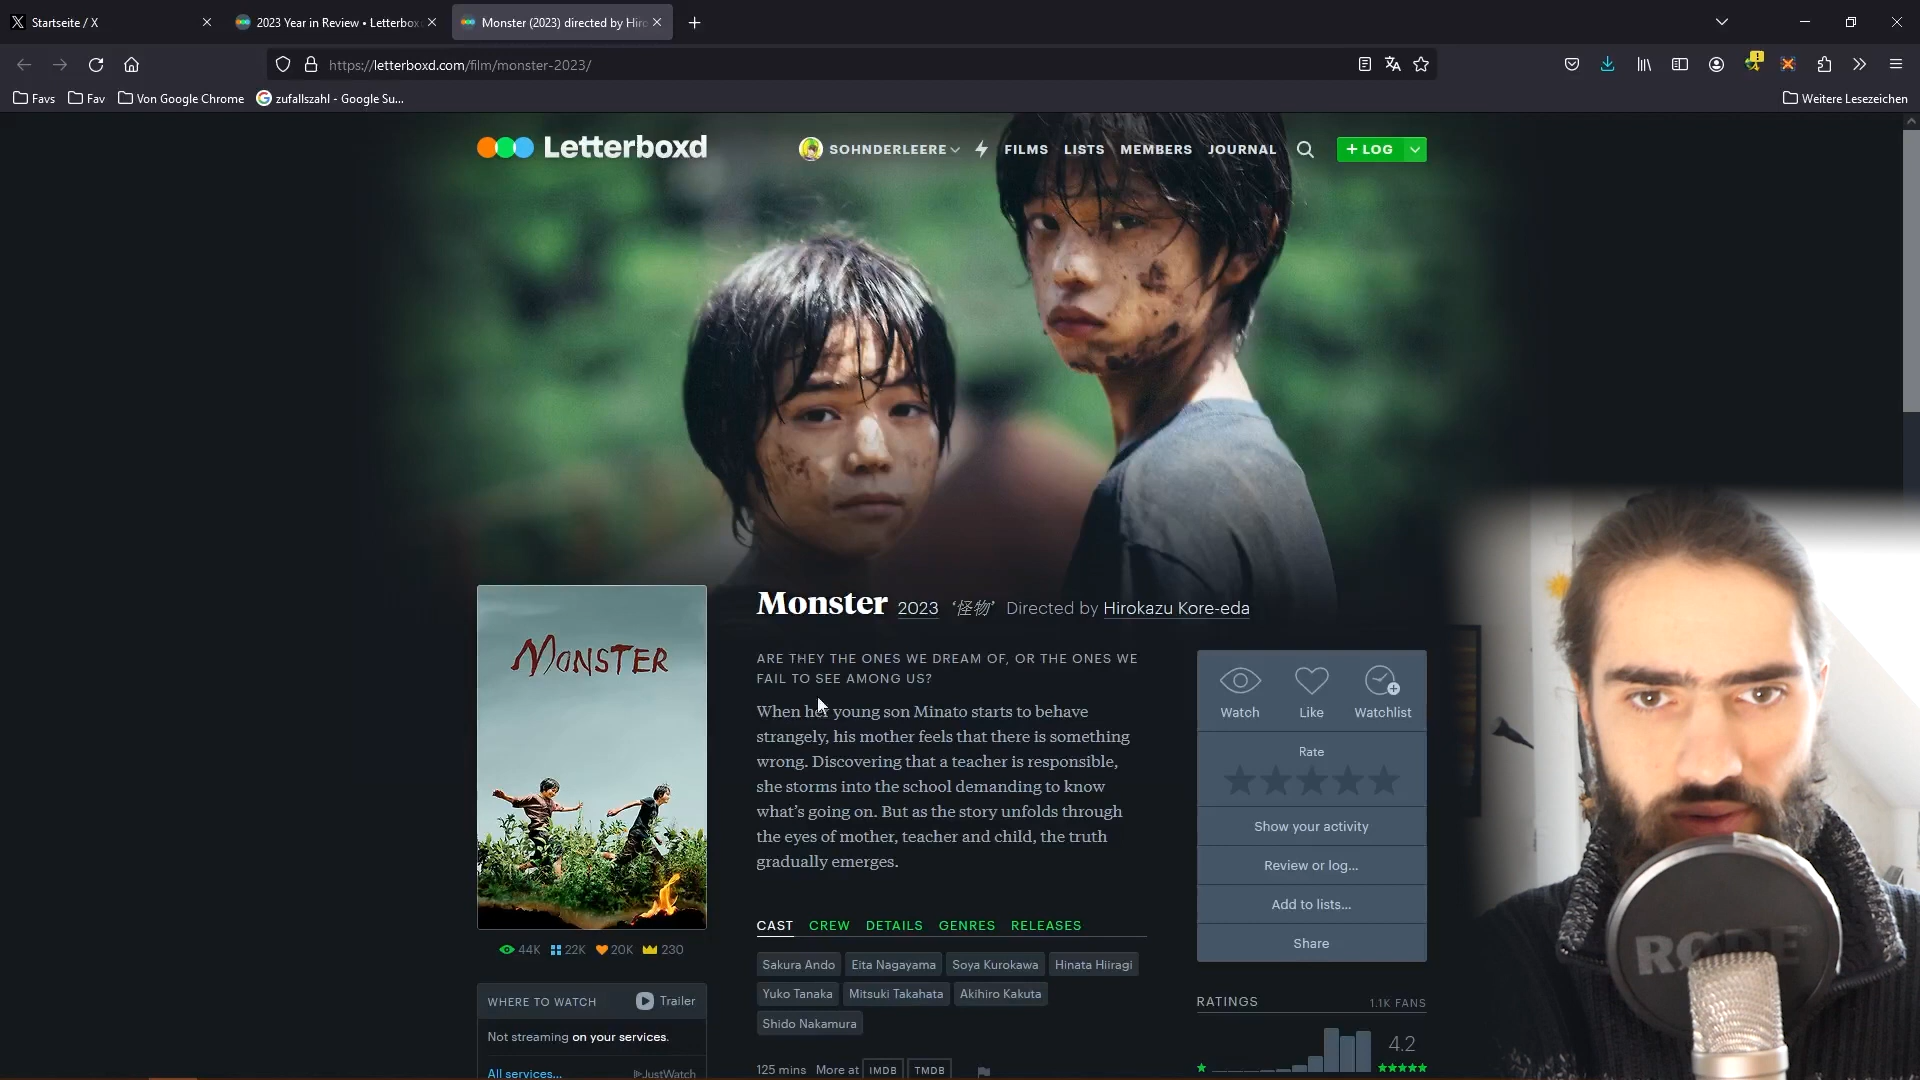 Startseite / X
2023 Year in Review • Letterbox
Monster (2023) directed by Hir
https://letterboxd.com/film/monster-2023/
Favs
Fav
Von Google Chrome
zufallszahl - Google Su...
Weitere Lesezeichen
Letterboxd
SOHNDERLEERE
FILMS
LISTS
MEMBERS
JOURNAL
+ LOG
Monster 2023 ‘怪物’ Directed by Hirokazu Kore-eda
ARE THEY THE ONES WE DREAM OF, OR THE ONES WE
FAIL TO SEE AMONG US?
When her young son Minato starts to behave
strangely, his mother feels that there is something
wrong. Discovering that a teacher is responsible,
she storms into the school demanding to know
what’s going on. But as the story unfolds through
the eyes of mother, teacher and child, the truth
gradually emerges.
MONSTER
44K 22K 20K 230
WHERE TO WATCH
Trailer
Not streaming on your services.
All services...
JustWatch
CAST CREW DETAILS GENRES RELEASES
Sakura Ando
Eita Nagayama
Soya Kurokawa
Hinata Hiiragi
Yuko Tanaka
Mitsuki Takahata
Akihiro Kakuta
Shido Nakamura
125 mins More at IMDB TMDB
Watch
Like
Watchlist
Rate
Show your activity
Review or log...
Add to lists...
Share
RATINGS
1.1K FANS
4.2
RODE